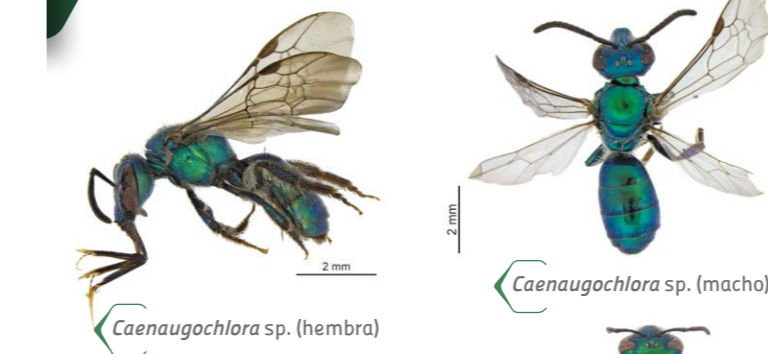 2 mm
Caenaugochlora sp. (hembra)
2 mm
Caenaugochlora sp. (macho)